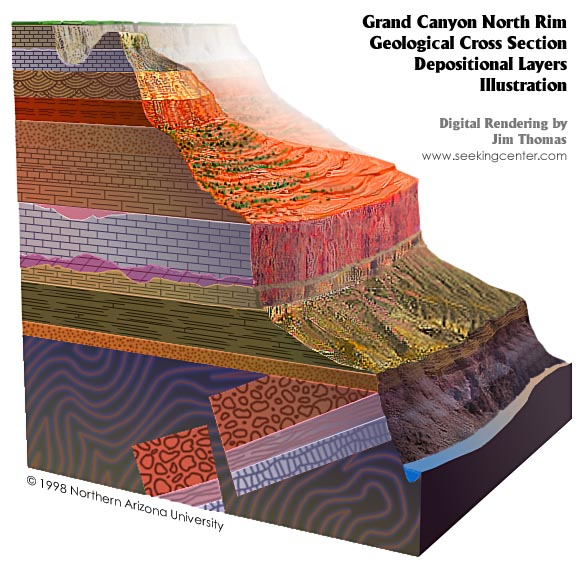 Grand Canyon North Rim
Geological Cross Section
Depositional Layers
Illustration
Digital Rendering by
Jim Thomas
www.seekingcenter.com
© 1998 Northern Arizona University